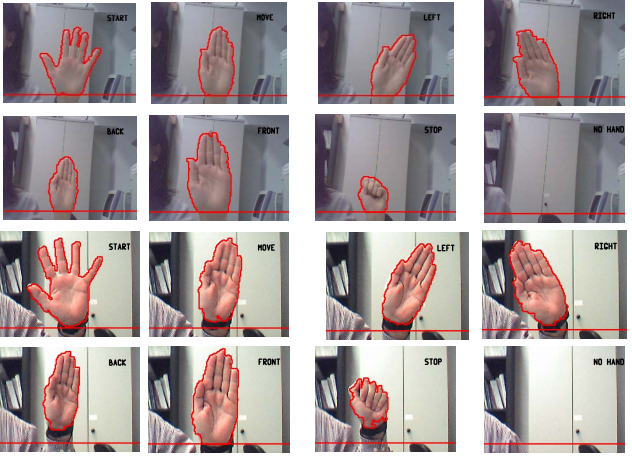 START
MOVE
LEFT
RIGHT
BACK
FRONT
STOP
NO HAND
START
MOVE
LEFT
RIGHT
BACK
FRONT
STOP
NO HAND